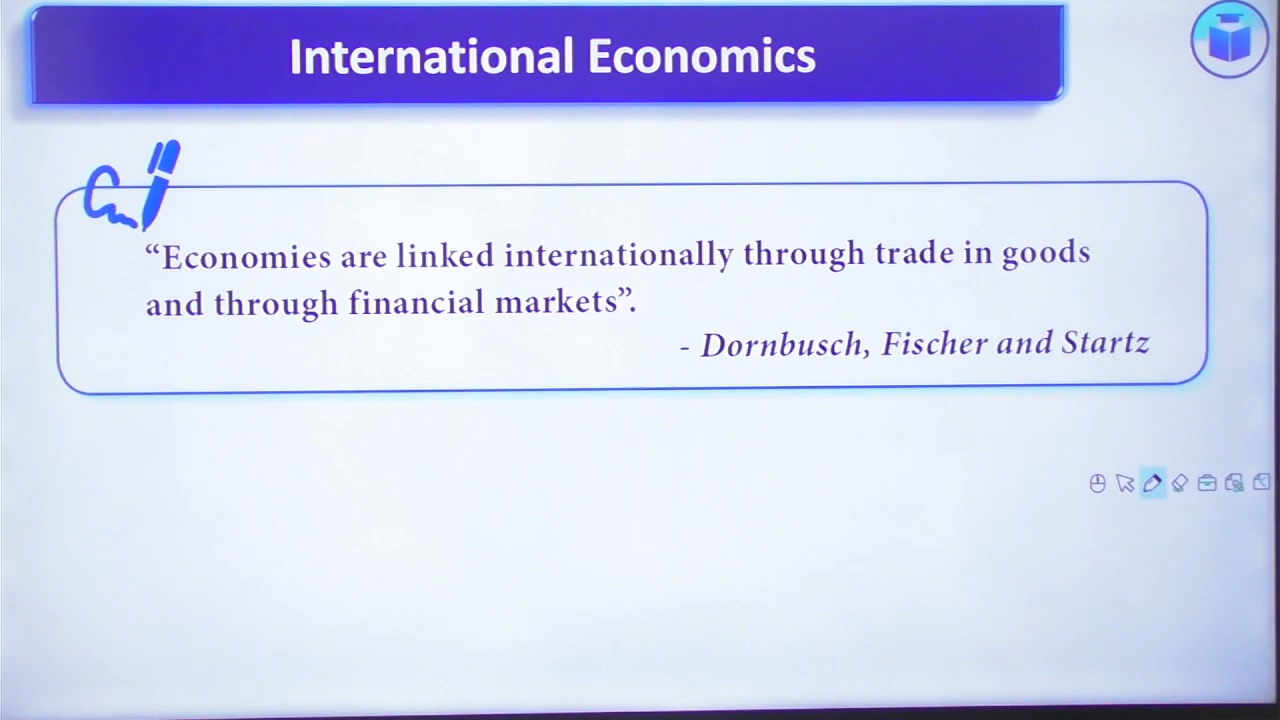 International Economics
“Economies are linked internationally through trade in goods
and through financial markets”.
- Dornbusch, Fischer and Startz